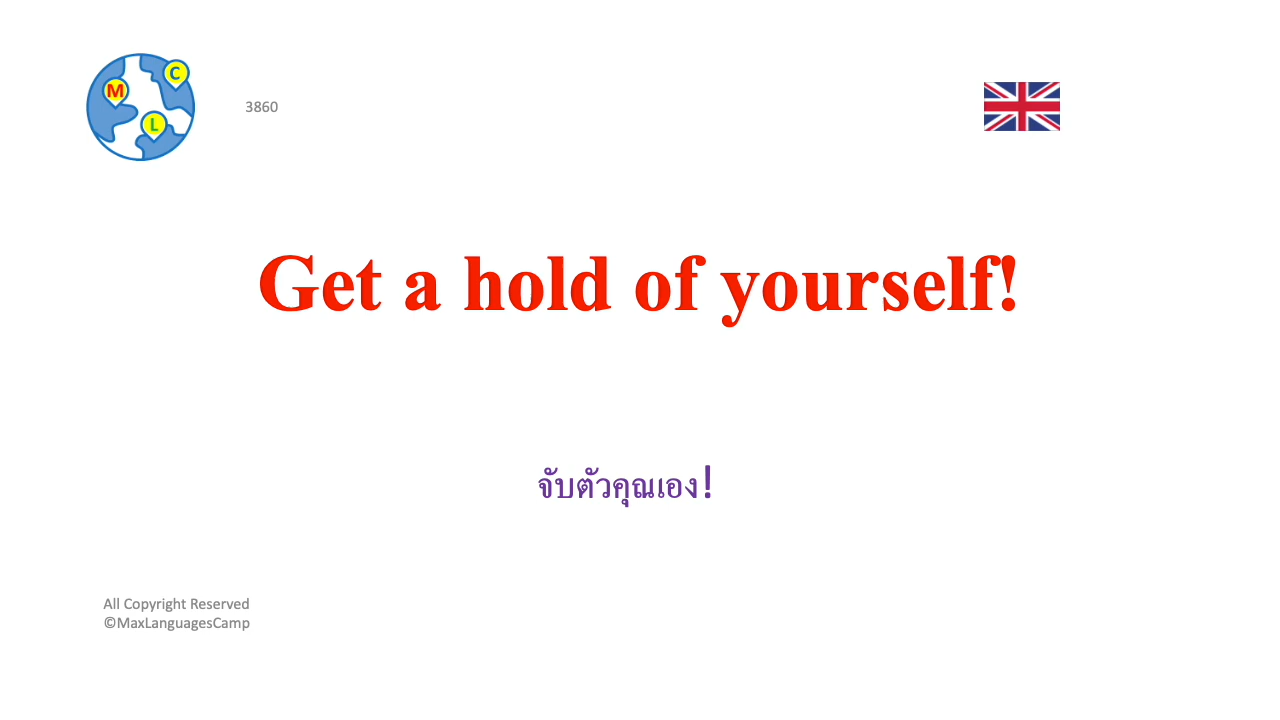 M
C
L
3860
Get a hold of yourself!
จับตัวคุณเอง!
All Copyright Reserved
©MaxLanguagesCamp